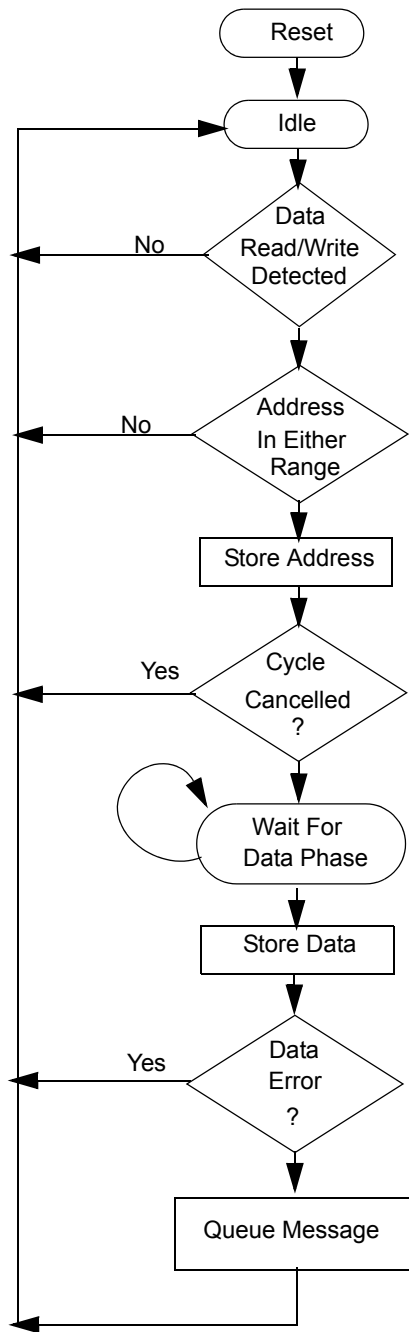 Reset
Idle
Data
No
Read/Write
Detected
Address
No
In Either
Range
Store Address
Yes
Cycle
Cancelled
?
Wait For
Data Phase
Store Data
Yes
Data
Error
?
Queue Message